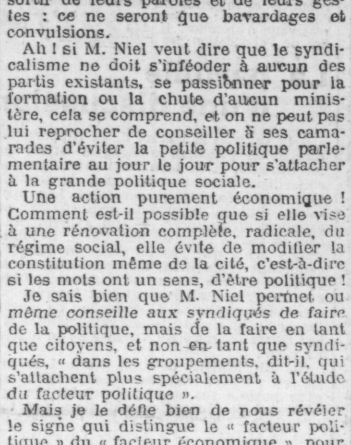 sortir de leurs paroles et de leurs ges-
tes : ce ne seront que bavardages et
convulsions.
Ah ! si M. Niel veut dire que le syndi-
calisme ne doit s'inféoder à aucun des
partis existants, se passionner pour la
formation ou la chute d'aucun minis-
tère, cela se comprend, et on ne peut pas
lui reprocher de conseiller à ses cama-
rades d'éviter la petite politique parle-
mentaire au jour le jour pour s'attacher
à la grande politique sociale.
Une action purement économique !
Comment est-il possible que si elle vise
à une rénovation complète, radicale, du
régime social, elle évite de modifier la
constitution même de la cité, c'est-à-dire
si les mots ont un sens, d'être politique !
Je sais bien que M. Niel permet ou
même conseille aux syndiqués de faire
de la politique, mais de la faire en tant
que citoyens, et non en tant que syndi-
qués, « dans les groupements, dit-il, qui
s'attachent plus spécialement à l'étude
du facteur politique ».
Mais je le défie bien de nous révéler
le signe qui distingue le « facteur poli-
tique » du « facteur économique », pour